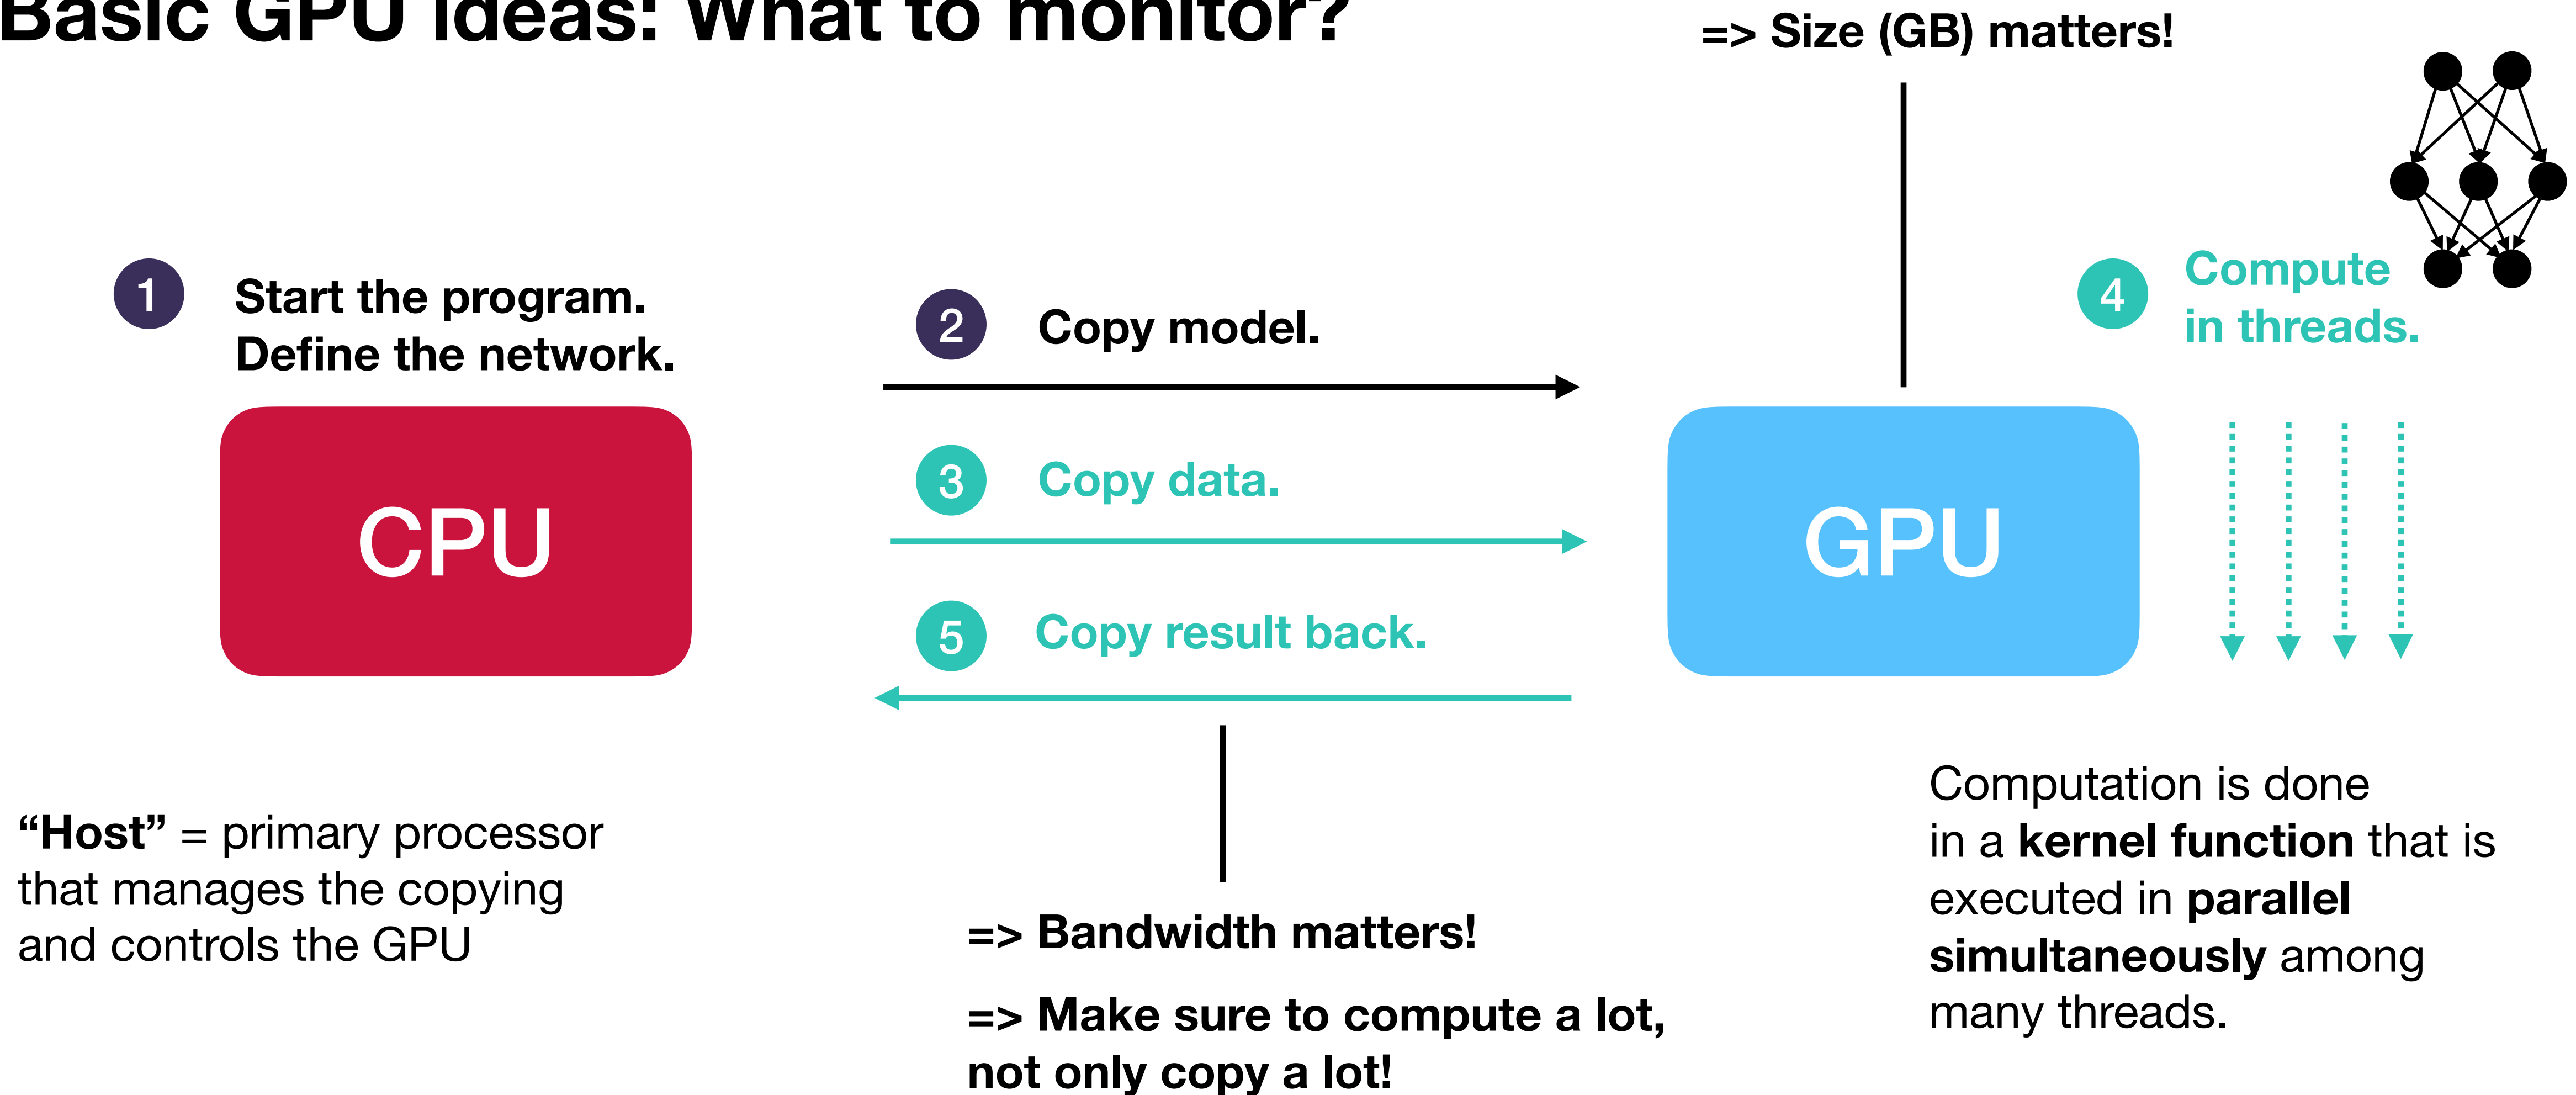 Basic GPU ideas: What to monitor?
=> Size (GB) matters!
1
Start the program.
Define the network.
2
Copy model.
4
Compute
in threads.
CPU
3
Copy data.
GPU
5
Copy result back.
“Host” = primary processor
that manages the copying
and controls the GPU
=> Bandwidth matters!
=> Make sure to compute a lot,
not only copy a lot!
Computation is done
in a kernel function that is
executed in parallel
simultaneously among
many threads.